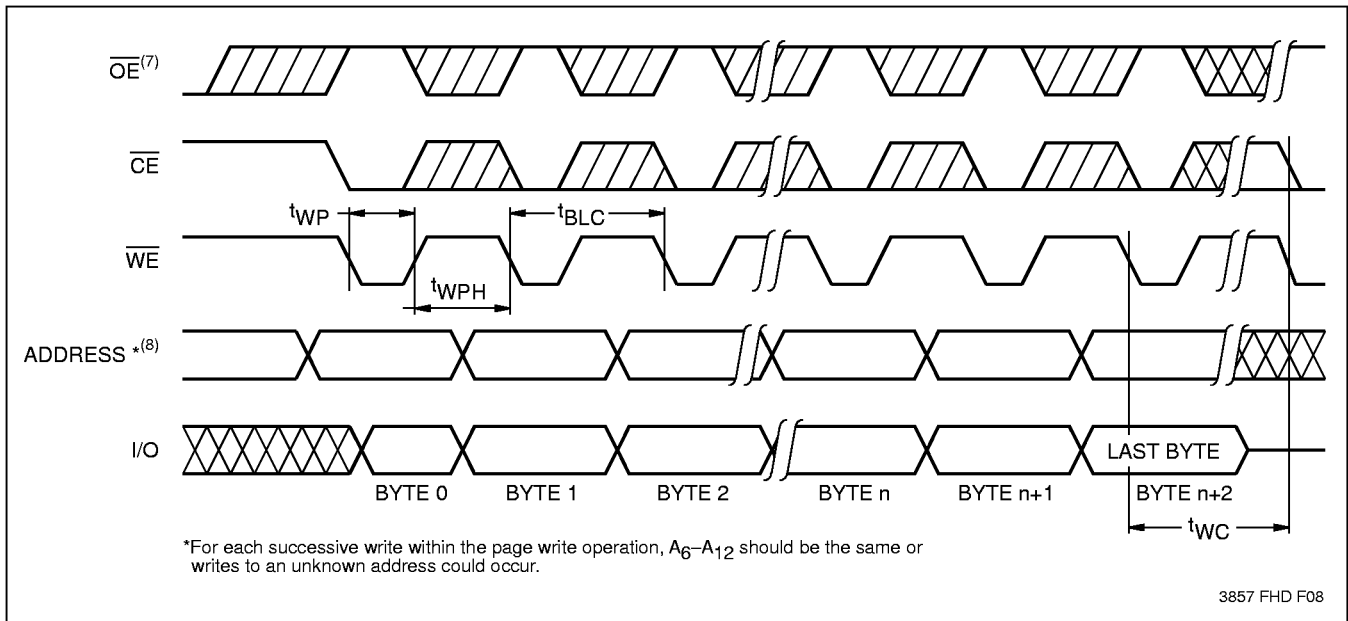 OE(7)
CE
tWP
tBLC
WE
tWPH
ADDRESS *(8)
I/O
LAST BYTE
BYTE 0 BYTE 1 BYTE 2 BYTE n BYTE n+1 BYTE n+2
tWC
*For each successive write within the page write operation, A6–A12 should be the same or
writes to an unknown address could occur.
3857 FHD F08